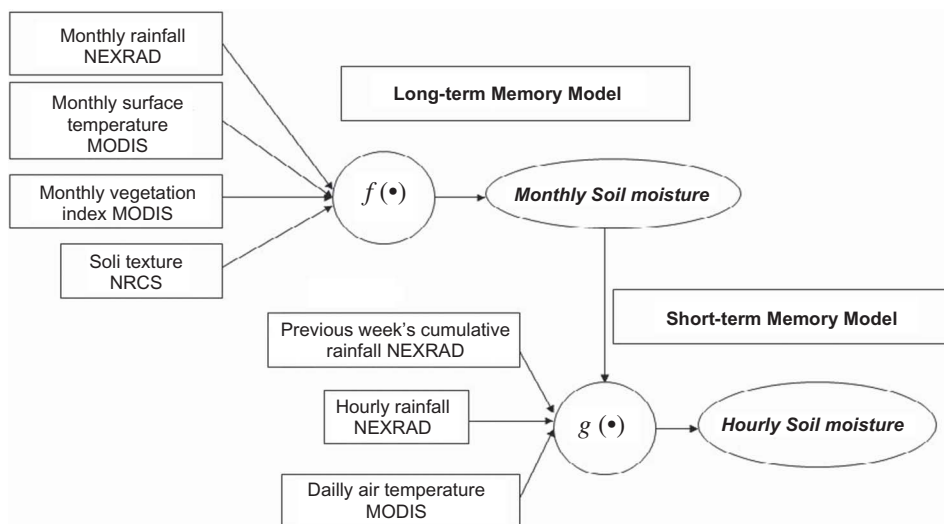 Monthly rainfall
NEXRAD
Monthly surface
temperature
MODIS
Monthly vegetation
index MODIS
Soli texture
NRCS
Long-term Memory Model
f (•)
Monthly Soil moisture
Short-term Memory Model
Previous week's cumulative
rainfall NEXRAD
Hourly rainfall
NEXRAD
Dailly air temperature
MODIS
g (•)
Hourly Soil moisture